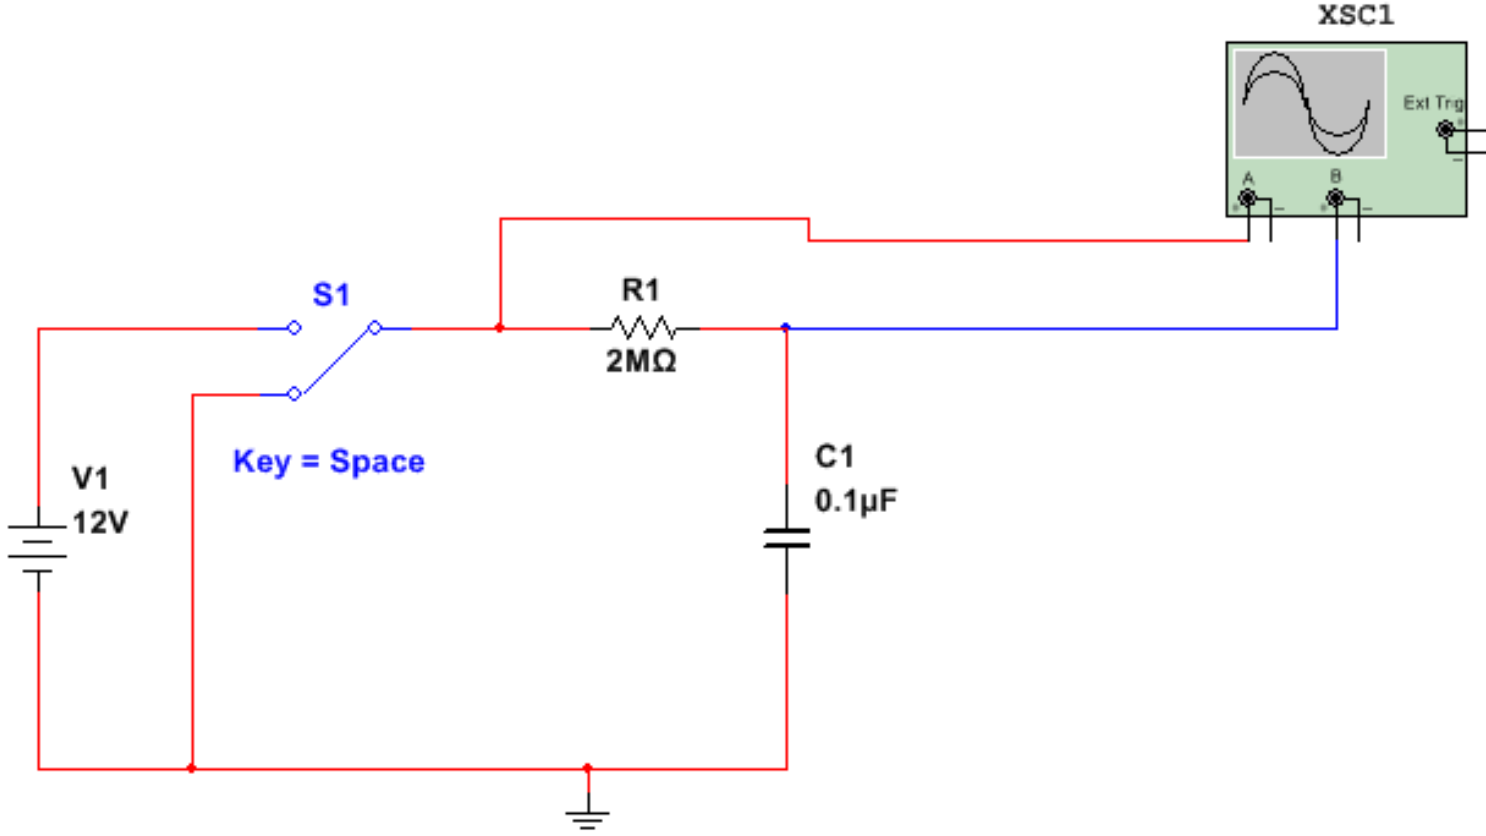 XSC1
Ext Trig
+
_
A
B
+ _ + _
S1
R1
2MΩ
Key = Space
V1
12V
C1
0.1µF